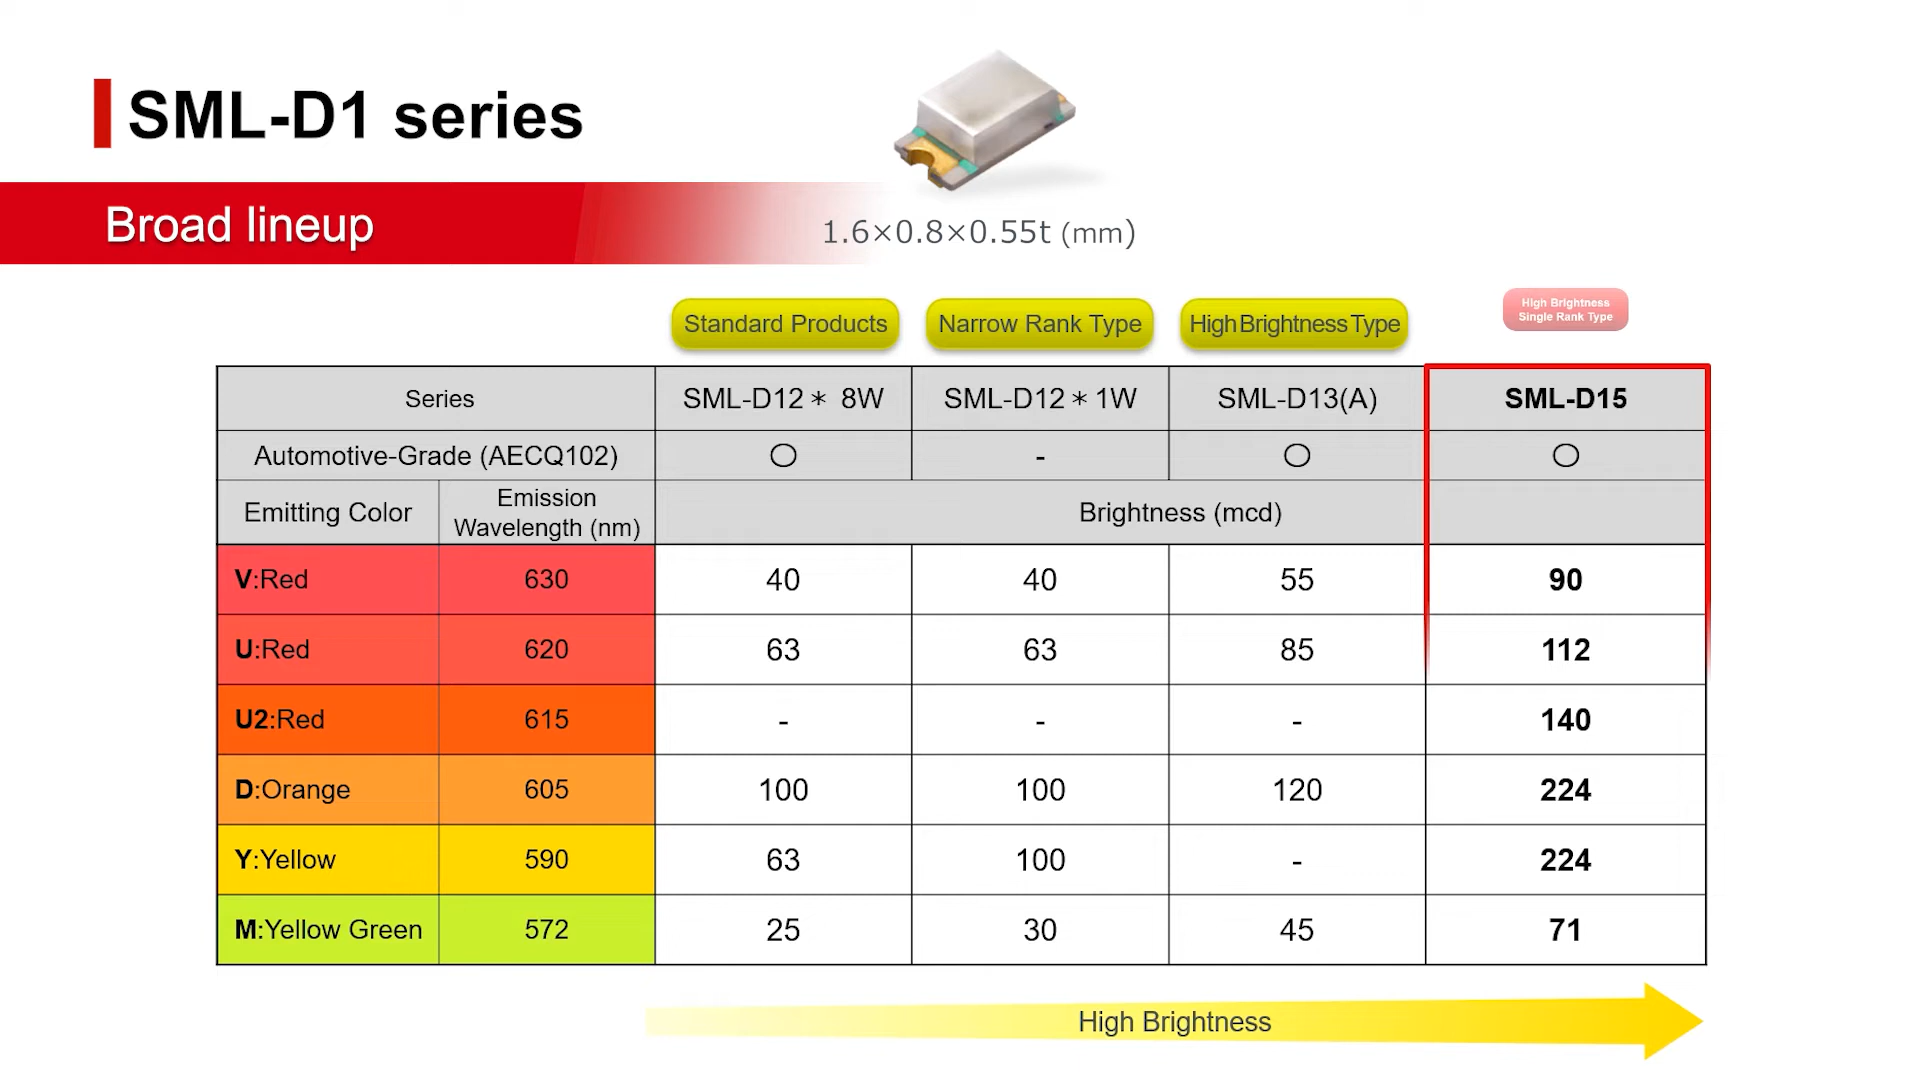 SML-D1 series
Broad lineup
1.6×0.8×0.55t (mm)
Standard Products
Narrow Rank Type
High Brightness Type
High Brightness
Single Rank Type
Series
SML-D12＊ 8W
SML-D12＊1W
SML-D13(A)
SML-D15
Automotive-Grade (AECQ102)
○
-
○
○
Emitting Color
Emission
Wavelength (nm)
Brightness (mcd)
V:Red
630
40
40
55
90
U:Red
620
63
63
85
112
U2:Red
615
-
-
-
140
D:Orange
605
100
100
120
224
Y:Yellow
590
63
100
-
224
M:Yellow Green
572
25
30
45
71
High Brightness